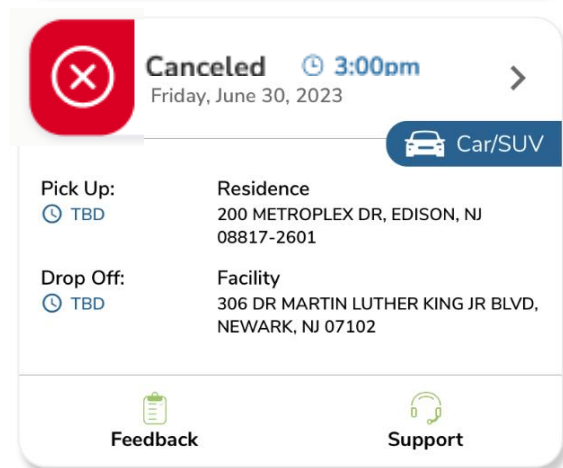 Canceled 3:00pm
Friday, June 30, 2023
Car/SUV
Pick Up: Residence
TBD 200 METROPLEX DR, EDISON, NJ
08817-2601
Drop Off: Facility
TBD 306 DR MARTIN LUTHER KING JR BLVD,
NEWARK, NJ 07102
Feedback Support